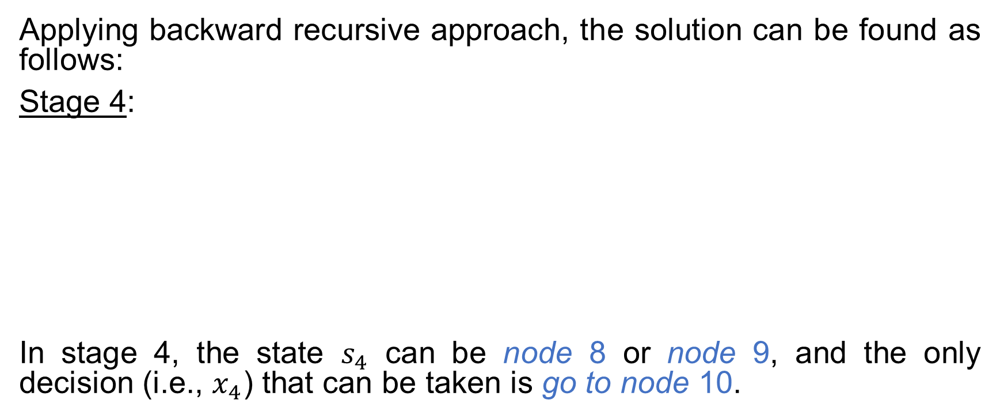 Applying backward recursive approach, the solution can be found as
follows:
Stage 4:
In stage 4, the state s₄ can be node 8 or node 9, and the only
decision (i.e., x₄) that can be taken is go to node 10.